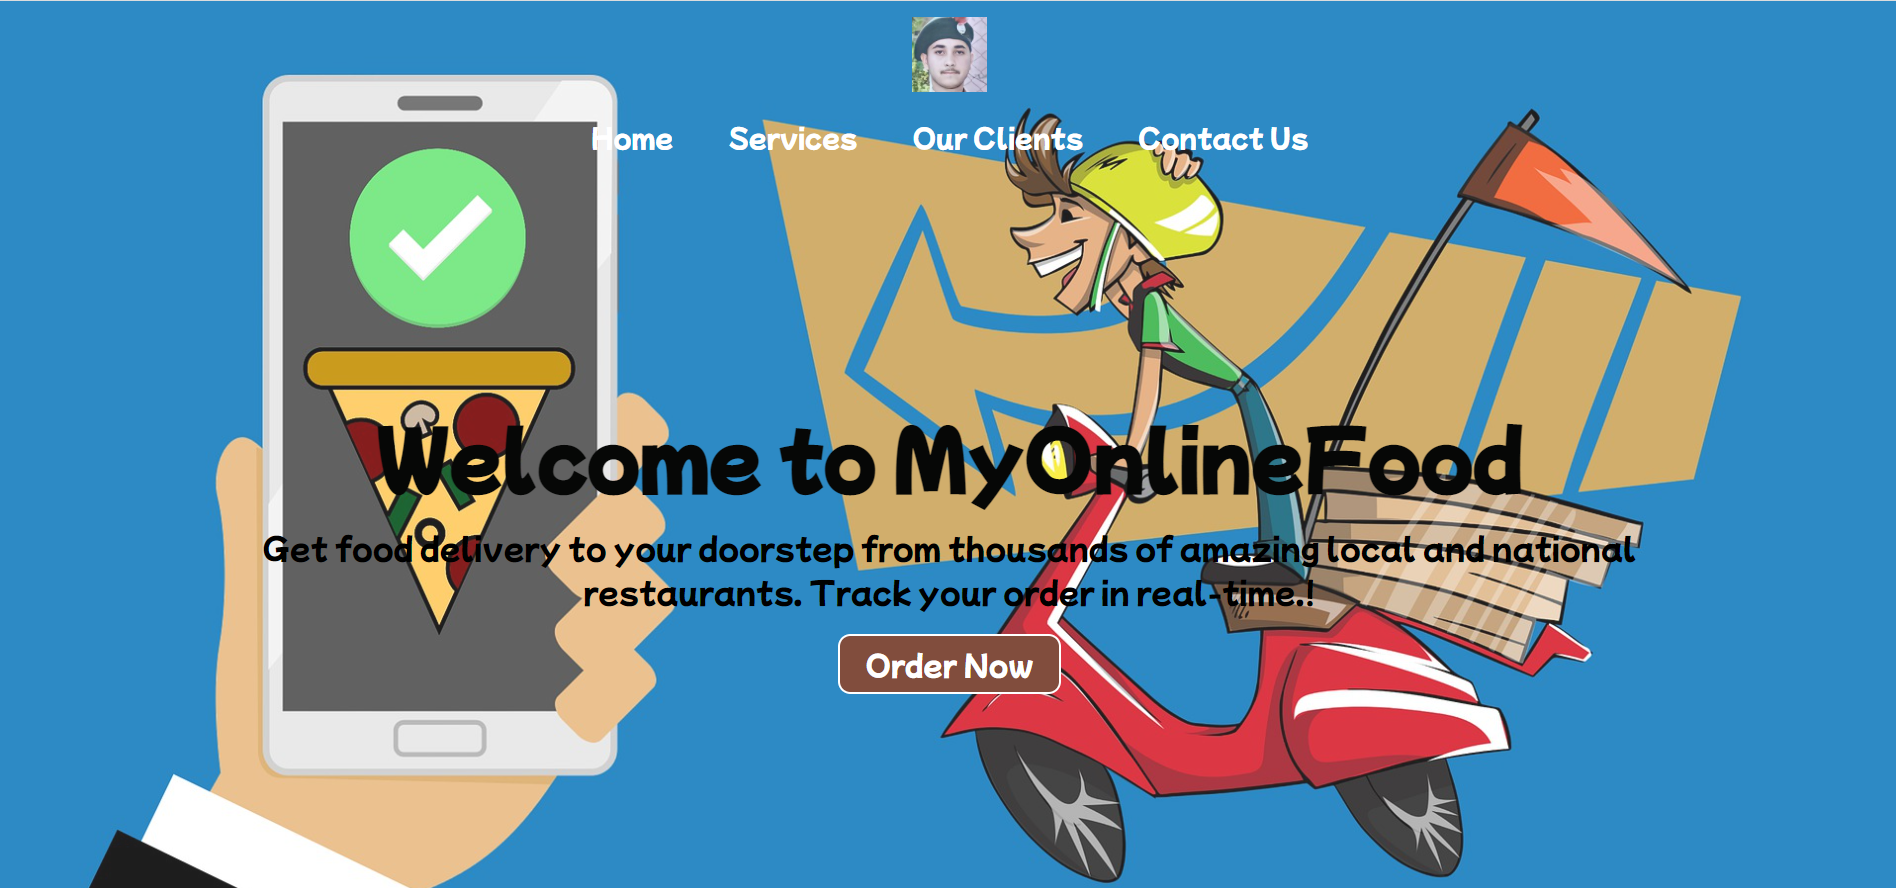 Home Services Our Clients Contact Us
Welcome to MyOnlineFood
Get food delivery to your doorstep from thousands of amazing local and national
restaurants. Track your order in real-time.!
Order Now